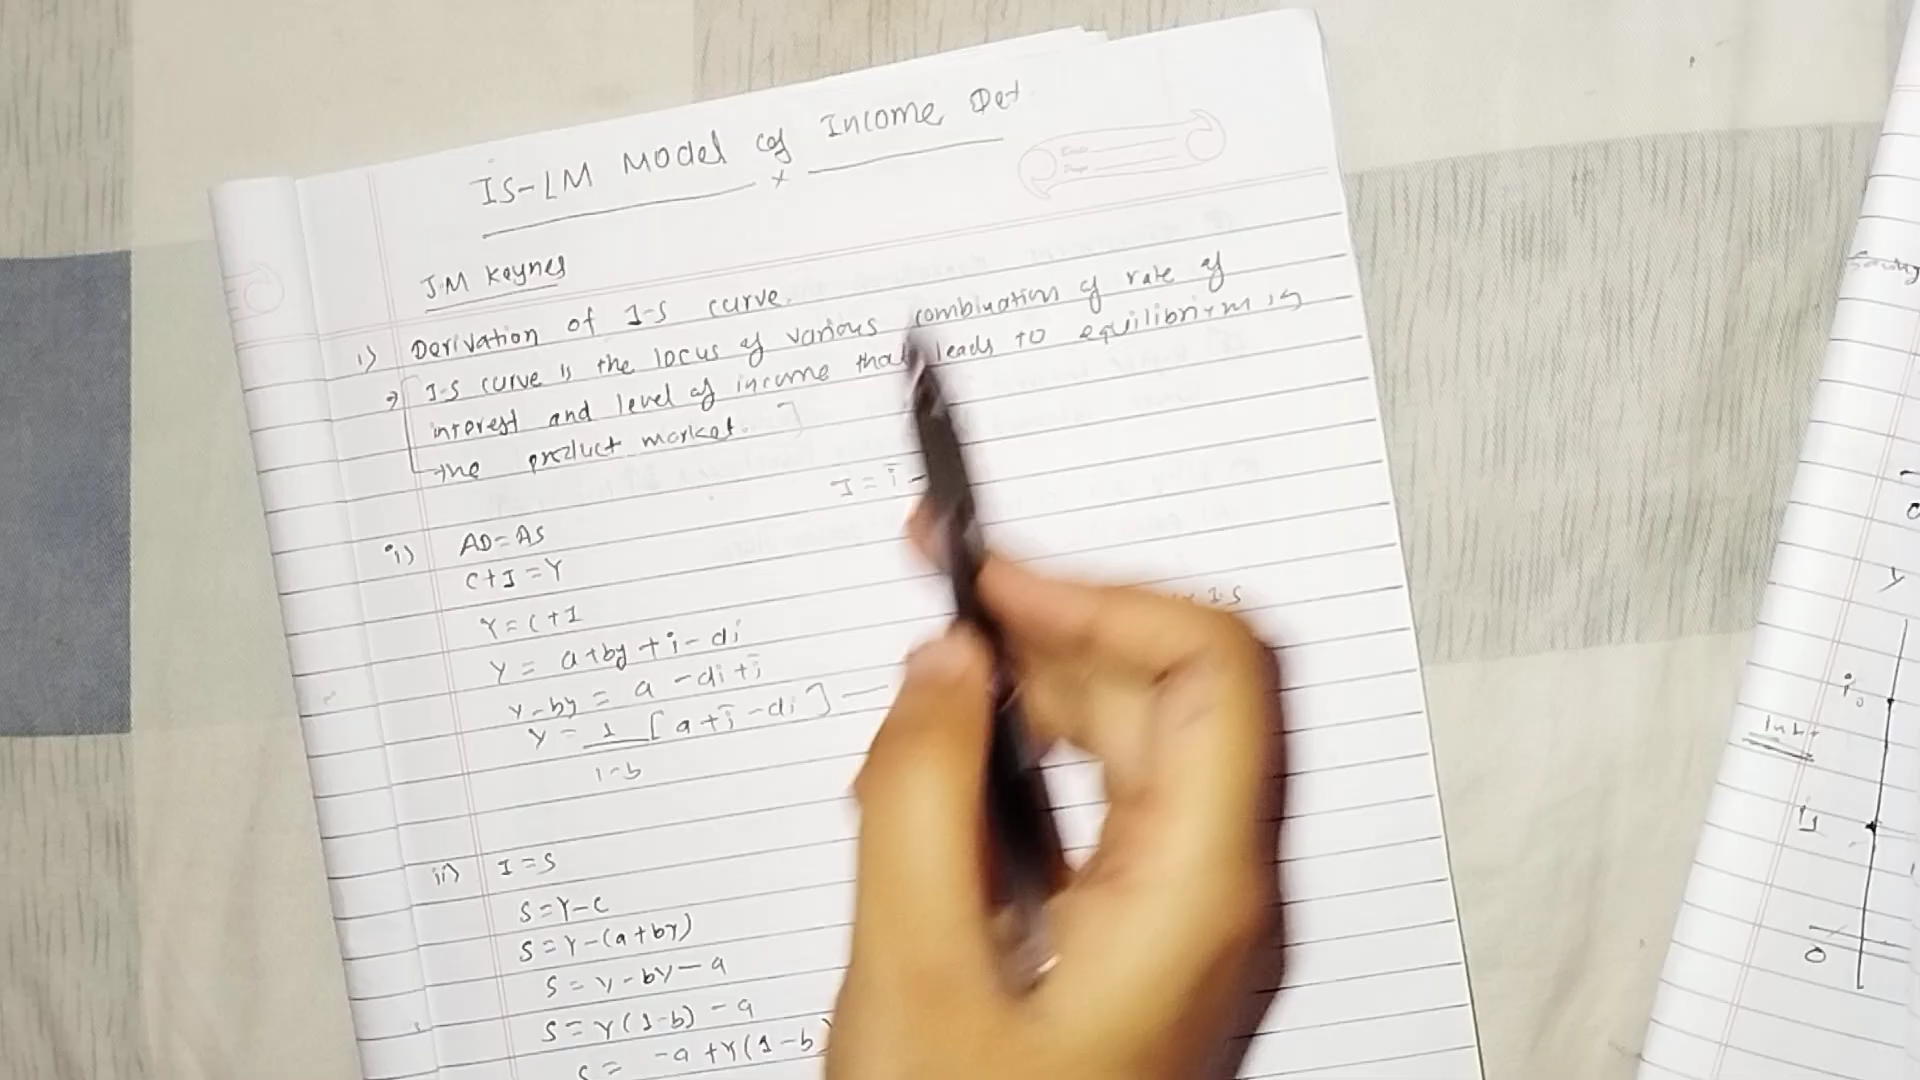 IS-LM Model of Income Det.
x
J.M Keynes
1) Derivation of I-S curve.
→ [I-S curve is the locus of various combination of rate of
interest and level of income that leads to equilibrium in
the product market.]
I = ī -
i) AD=AS
C+I=Y
Y=C+I
Y = a+by+i-di
y-by = a -di+ī
Y = 1 [a+ī-di] —
1-b
I.S
ii) I=S
S=Y-C
S=Y-(a+bY)
S = Y-bY-a
S=Y(1-b) -a
S= -a+Y(1-b)
Y
i₀
O